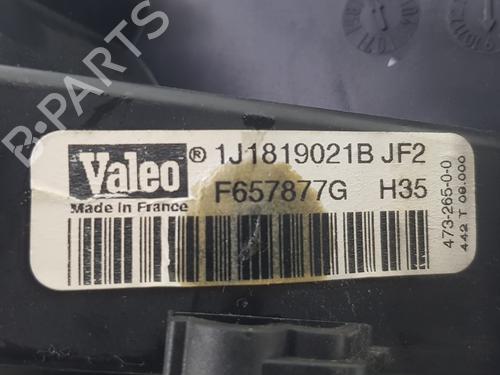 B-PARTS
Valeo ® 1J1819021B JF2
F657877G H35
Made in France
473-265-0-0
442 T 09.000